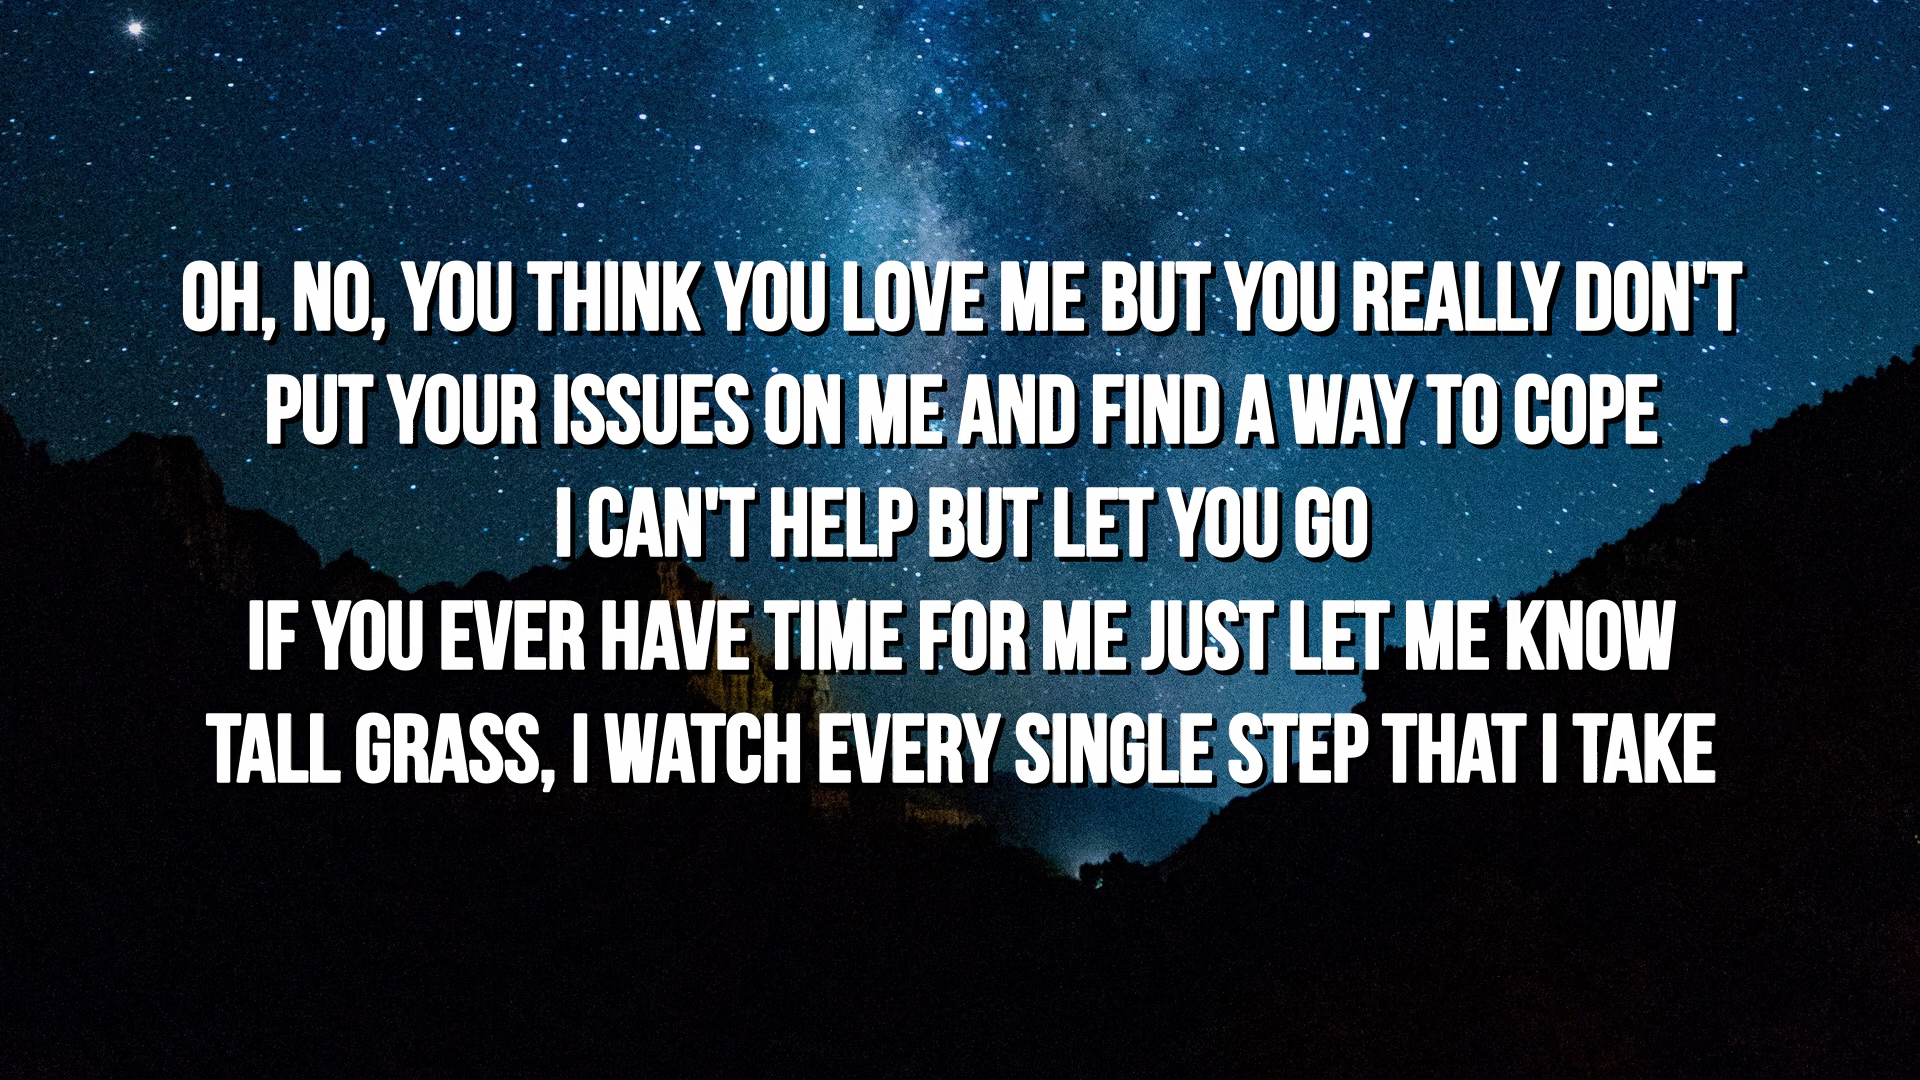 OH, NO, YOU THINK YOU LOVE ME BUT YOU REALLY DON'T
PUT YOUR ISSUES ON ME AND FIND A WAY TO COPE
I CAN'T HELP BUT LET YOU GO
IF YOU EVER HAVE TIME FOR ME JUST LET ME KNOW
TALL GRASS, I WATCH EVERY SINGLE STEP THAT I TAKE